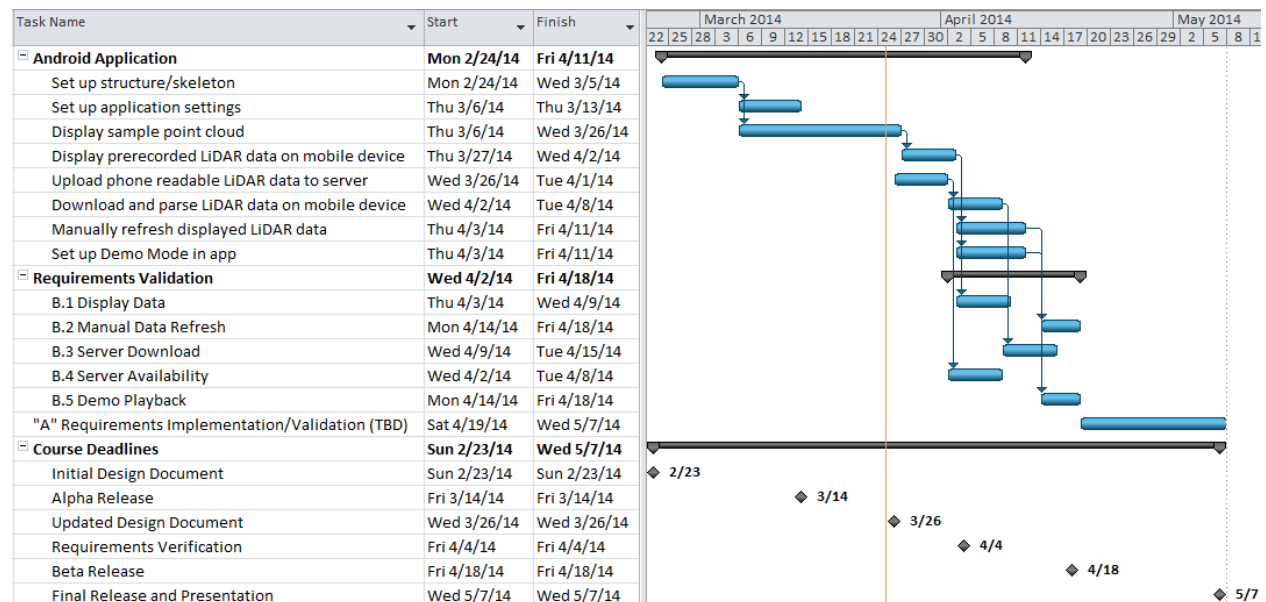 Task Name Start Finish March 2014 April 2014 May 2014
22 25 28 3 6 9 12 15 18 21 24 27 30 2 5 8 11 14 17 20 23 26 29 2 5 8 1
Android Application Mon 2/24/14 Fri 4/11/14
Set up structure/skeleton Mon 2/24/14 Wed 3/5/14
Set up application settings Thu 3/6/14 Thu 3/13/14
Display sample point cloud Thu 3/6/14 Wed 3/26/14
Display prerecorded LiDAR data on mobile device Thu 3/27/14 Wed 4/2/14
Upload phone readable LiDAR data to server Wed 3/26/14 Tue 4/1/14
Download and parse LiDAR data on mobile device Wed 4/2/14 Tue 4/8/14
Manually refresh displayed LiDAR data Thu 4/3/14 Fri 4/11/14
Set up Demo Mode in app Thu 4/3/14 Fri 4/11/14
Requirements Validation Wed 4/2/14 Fri 4/18/14
B.1 Display Data Thu 4/3/14 Wed 4/9/14
B.2 Manual Data Refresh Mon 4/14/14 Fri 4/18/14
B.3 Server Download Wed 4/9/14 Tue 4/15/14
B.4 Server Availability Wed 4/2/14 Tue 4/8/14
B.5 Demo Playback Mon 4/14/14 Fri 4/18/14
"A" Requirements Implementation/Validation (TBD) Sat 4/19/14 Wed 5/7/14
Course Deadlines Sun 2/23/14 Wed 5/7/14
Initial Design Document Sun 2/23/14 Sun 2/23/14 2/23
Alpha Release Fri 3/14/14 Fri 3/14/14 3/14
Updated Design Document Wed 3/26/14 Wed 3/26/14 3/26
Requirements Verification Fri 4/4/14 Fri 4/4/14 4/4
Beta Release Fri 4/18/14 Fri 4/18/14 4/18
Final Release and Presentation Wed 5/7/14 Wed 5/7/14 5/7